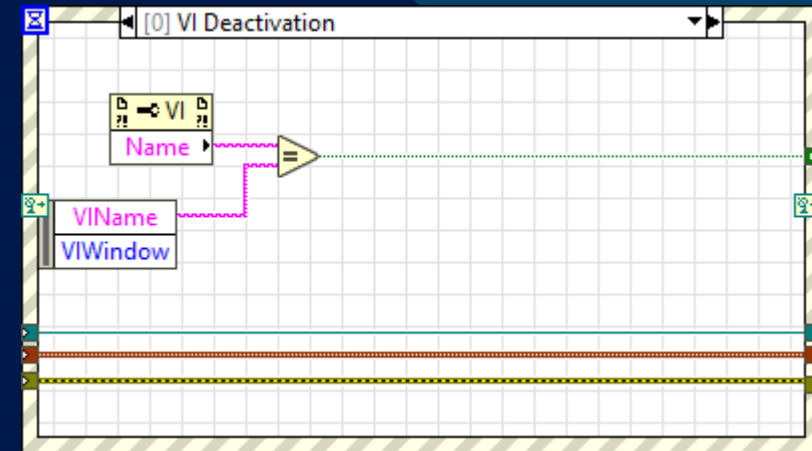 [0] VI Deactivation
?! VI ?!
Name
=
VIName
VIWindow